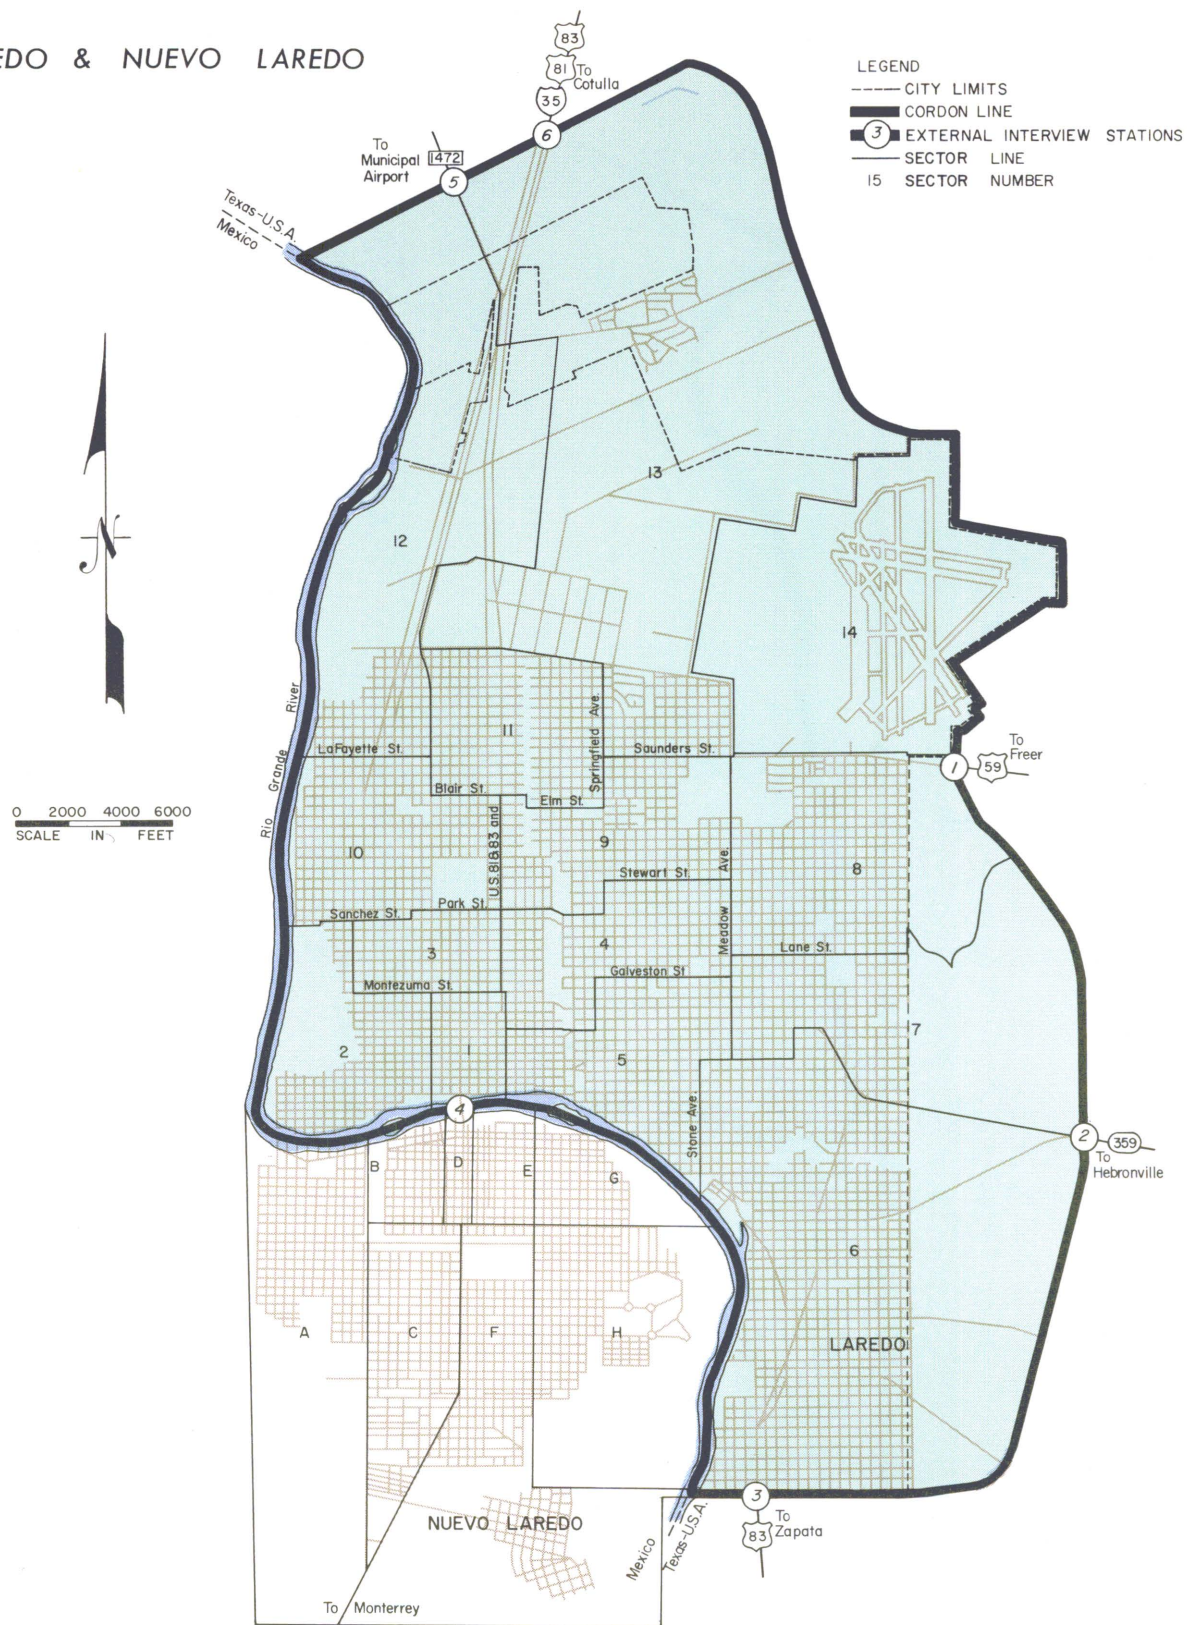 EDO & NUEVO LAREDO
83
81
To
Cotulla
35
6
To
Municipal
Airport
1472
5
LEGEND
CITY LIMITS
CORDON LINE
3 EXTERNAL INTERVIEW STATIONS
SECTOR LINE
15 SECTOR NUMBER
Texas-U.S.A.
Mexico
N
13
12
14
Rio Grande River
11
Springfield Ave.
LaFayette St.
Saunders St.
To
Freer
1
59
Blair St.
Elm St.
0 2000 4000 6000
SCALE IN FEET
U.S. 81&83 and
10
9
8
Stewart St.
Meadow Ave.
Park St.
Sanchez St.
3
4
Lane St.
Galveston St
Montezuma St.
2
1
5
7
Stone Ave.
4
2
359
To
Hebronville
B
D
E
G
6
A
C
F
H
LAREDO
3
To
Zapata
83
NUEVO LAREDO
Mexico
Texas-U.S.A.
To Monterrey